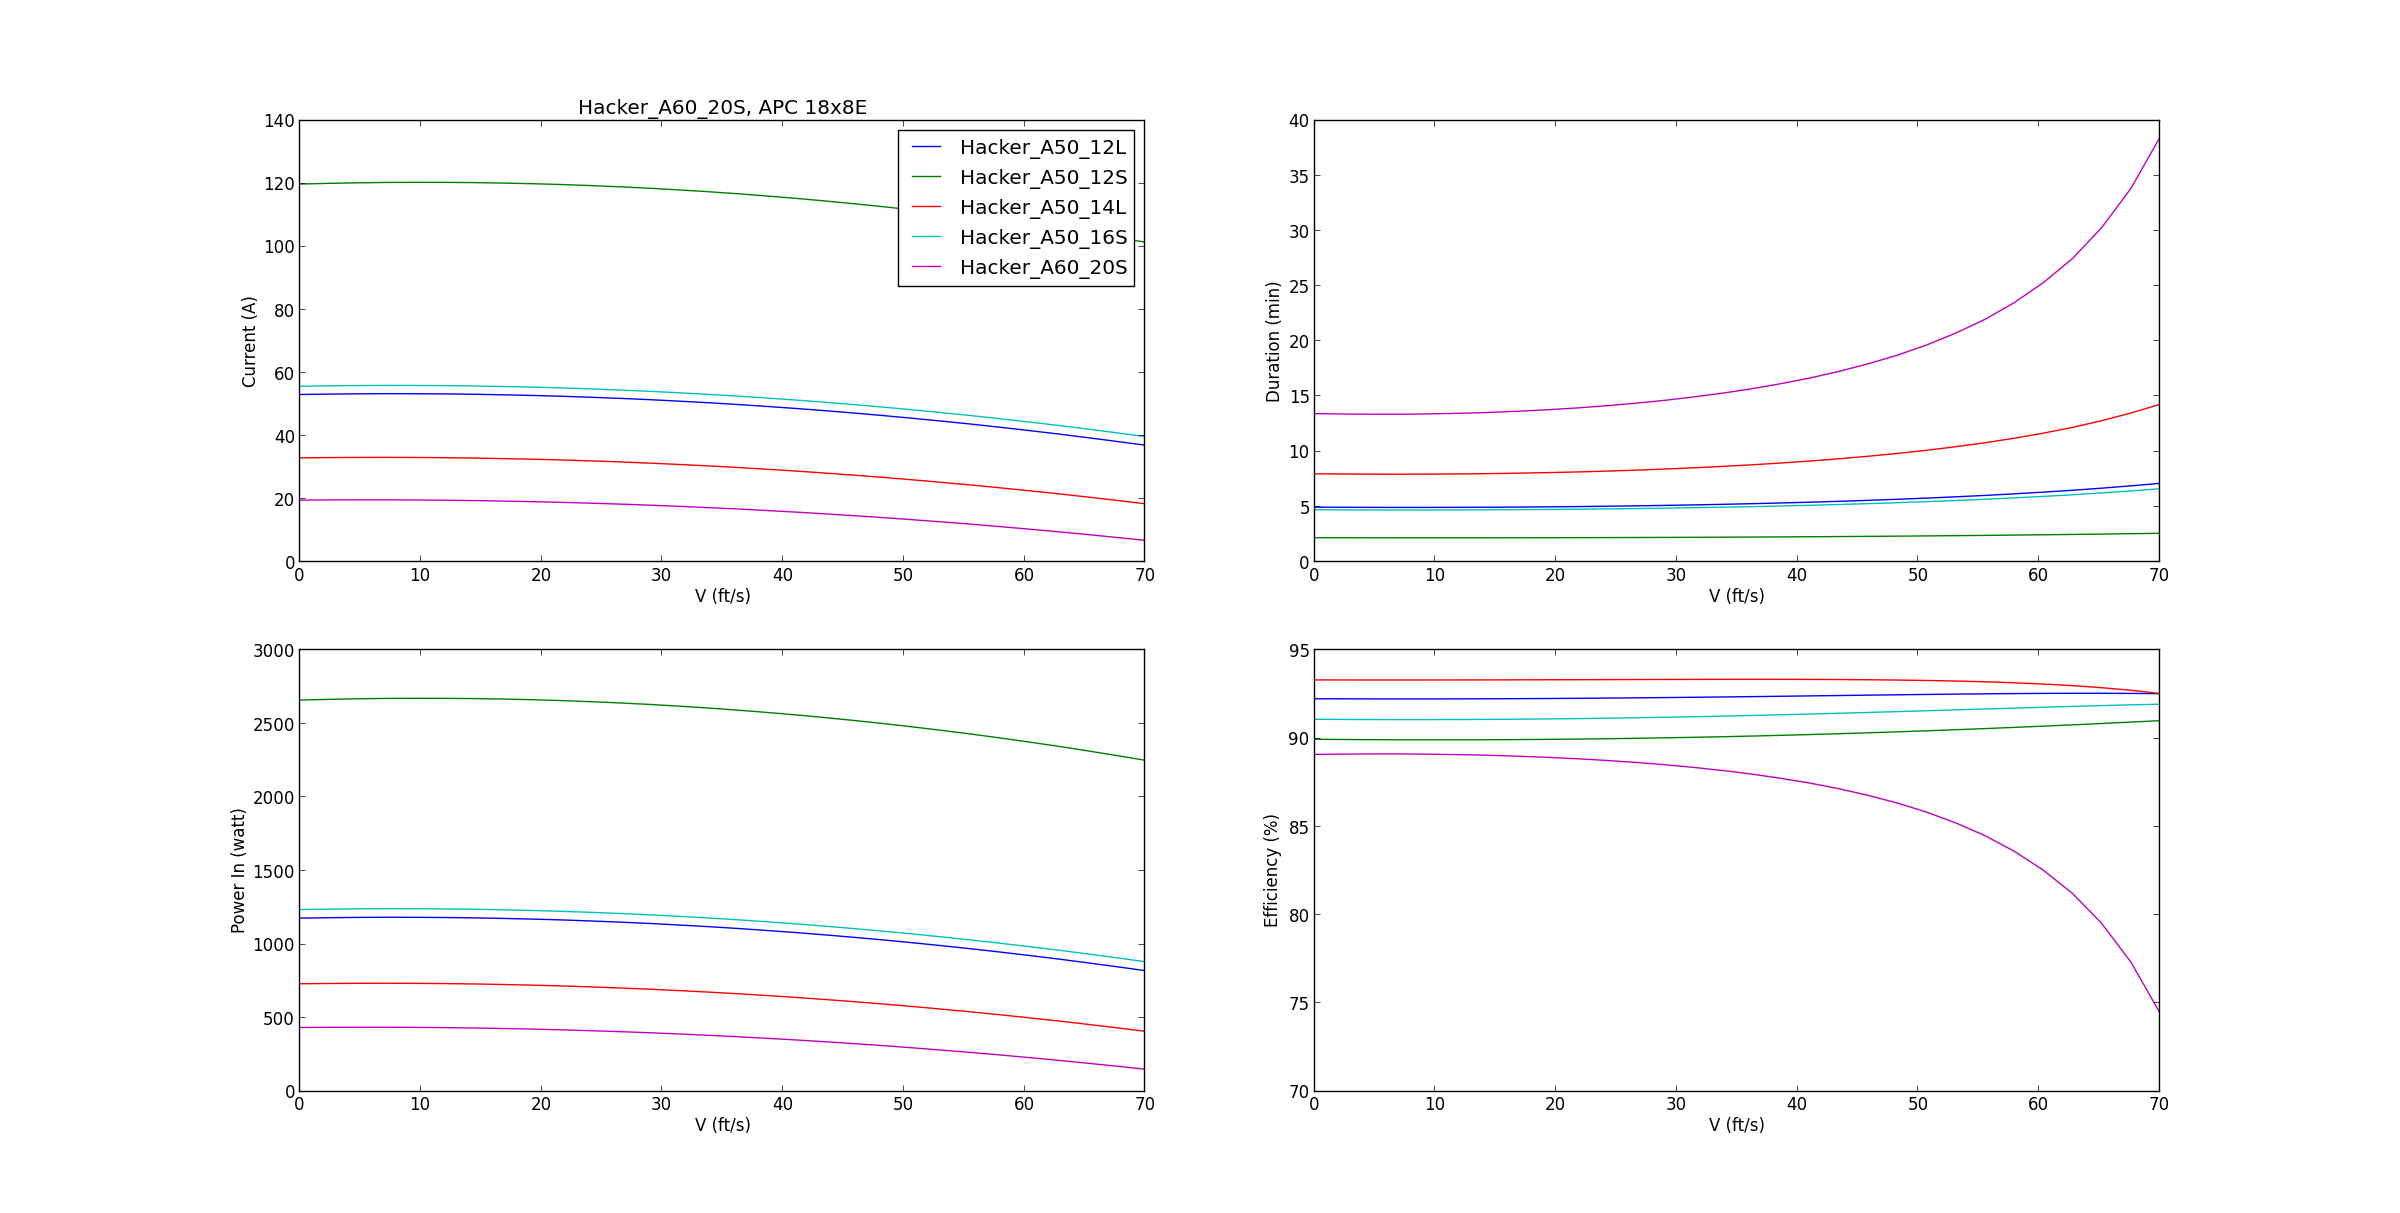 Hacker_A60_20S, APC 18x8E
140
120
100
80
60
40
20
0
Current (A)
0 10 20 30 40 50 60 70
V (ft/s)
Hacker_A50_12L
Hacker_A50_12S
Hacker_A50_14L
Hacker_A50_16S
Hacker_A60_20S
40
35
30
25
20
15
10
5
0
Duration (min)
0 10 20 30 40 50 60 70
V (ft/s)
3000
2500
2000
1500
1000
500
0
Power In (watt)
0 10 20 30 40 50 60 70
V (ft/s)
95
90
85
80
75
70
Efficiency (%)
0 10 20 30 40 50 60 70
V (ft/s)